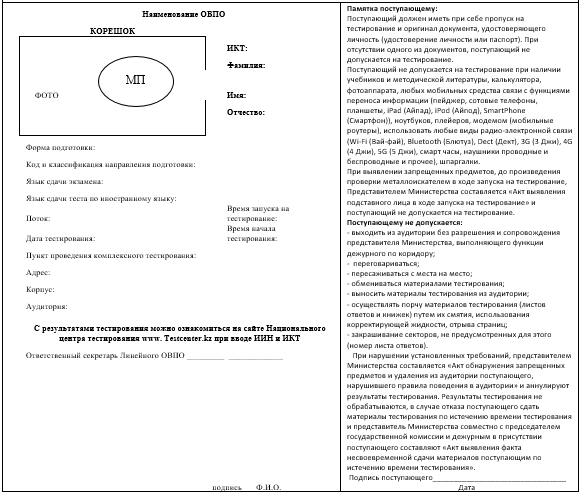 Наименование ОВПО
КОРЕШОК
МП
ФОТО
ИКТ:
Фамилия:
Имя:
Отчество:
Форма подготовки:
Код и классификация направления подготовки:
Язык сдачи экзамена:
Язык сдачи теста по иностранному языку:
Поток:
Время запуска на
тестирование:
Дата тестирования:
Время начала
тестирования:
Пункт проведения комплексного тестирования:
Адрес:
Корпус:
Аудитория:
С результатами тестирования можно ознакомиться на сайте Национального
центра тестирования www. Testcenter.kz при вводе ИИН и ИКТ
Ответственный секретарь Линейного ОВПО _________ _____________
подпись Ф.И.О.
Памятка поступающему:
Поступающий должен иметь при себе пропуск на
тестирование и оригинал документа, удостоверяющего
личность (удостоверение личности или паспорт). При
отсутствии одного из документов, поступающий не
допускается на тестирование.
Поступающий не допускается на тестирование при наличии
учебников и методической литературы, калькулятора,
фотоаппарата, любых мобильных средства связи с функциями
переноса информации (пейджер, сотовые телефоны,
планшеты, iPad (Айпад), iPod (Айпод), SmartPhone
(Смартфон)), ноутбуков, плейеров, модемом (мобильные
роутеры), использовать любые виды радио-электронной связи
(Wi-Fi (Вай-фай), Bluetooth (Блютуз), Dect (Дект), 3G (3 Джи), 4G
(4 Джи), 5G (5 Джи), смарт часы, наушники проводные и
беспроводные и прочее), шпаргалки.
При выявлении запрещенных предметов, до произведения
проверки металлоискателем в ходе запуска на тестирование,
Представителем Министерства составляется «Акт выявления
подставного лица в ходе запуска на тестирование» и
поступающий не допускается на тестирование.
Поступающему не допускается:
- выходить из аудитории без разрешения и сопровождения
представителя Министерства, выполняющего функции
дежурного по коридору;
- переговариваться;
- пересаживаться с места на место;
- обмениваться материалами тестирования;
- выносить материалы тестирования из аудитории;
- осуществлять порчу материалов тестирования (листов
ответов и книжек) путем их смятия, использования
корректирующей жидкости, отрыва страниц;
- закрашивание секторов, не предусмотренных для этого
(номер листа ответов).
При нарушении установленных требований, представителем
Министерства составляется «Акт обнаружения запрещенных
предметов и удаления из аудитории поступающего,
нарушившего правила поведения в аудитории» и аннулируют
результаты тестирования. Результаты тестирования не
обрабатываются, в случае отказа поступающего сдать
материалы тестирования по истечению времени тестирования
и представитель Министерства совместно с председателем
государственной комиссии и дежурным в присутствии
поступающего составляют «Акт выявления факта
несвоевременной сдачи материалов поступающим по
истечению времени тестирования».
Подпись поступающего______________________________
Дата